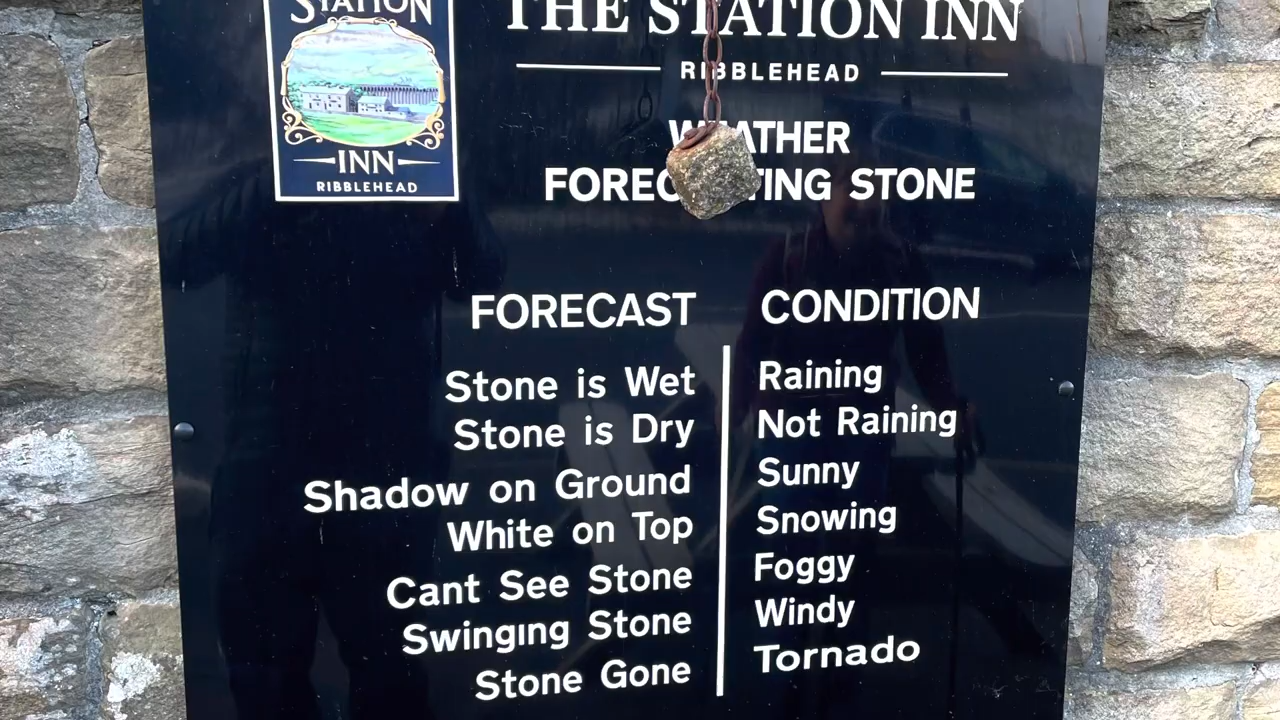 STATION
INN
RIBBLEHEAD
THE STATION INN
RIBBLEHEAD
WEATHER
FORECASTING STONE
FORECAST CONDITION
Stone is Wet Raining
Stone is Dry Not Raining
Shadow on Ground Sunny
White on Top Snowing
Cant See Stone Foggy
Swinging Stone Windy
Stone Gone Tornado